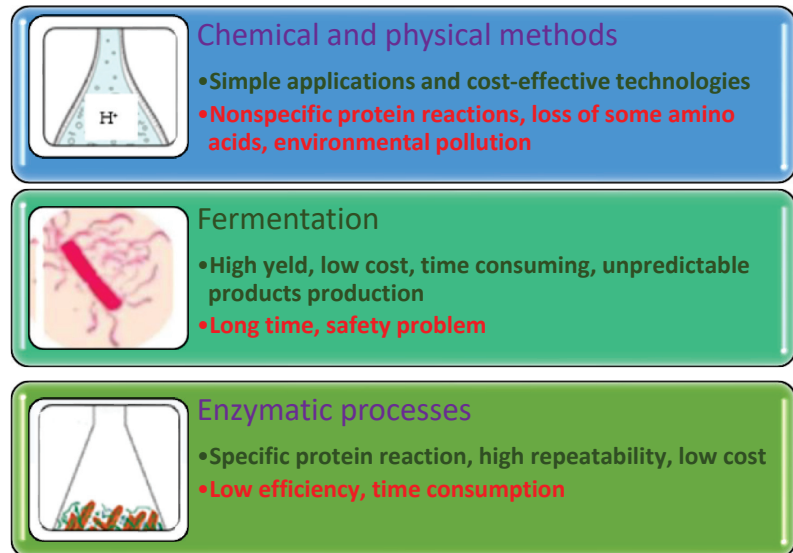 Chemical and physical methods
•Simple applications and cost-effective technologies
•Nonspecific protein reactions, loss of some amino
acids, environmental pollution
H⁺
Fermentation
•High yeld, low cost, time consuming, unpredictable
products production
•Long time, safety problem
Enzymatic processes
•Specific protein reaction, high repeatability, low cost
•Low efficiency, time consumption